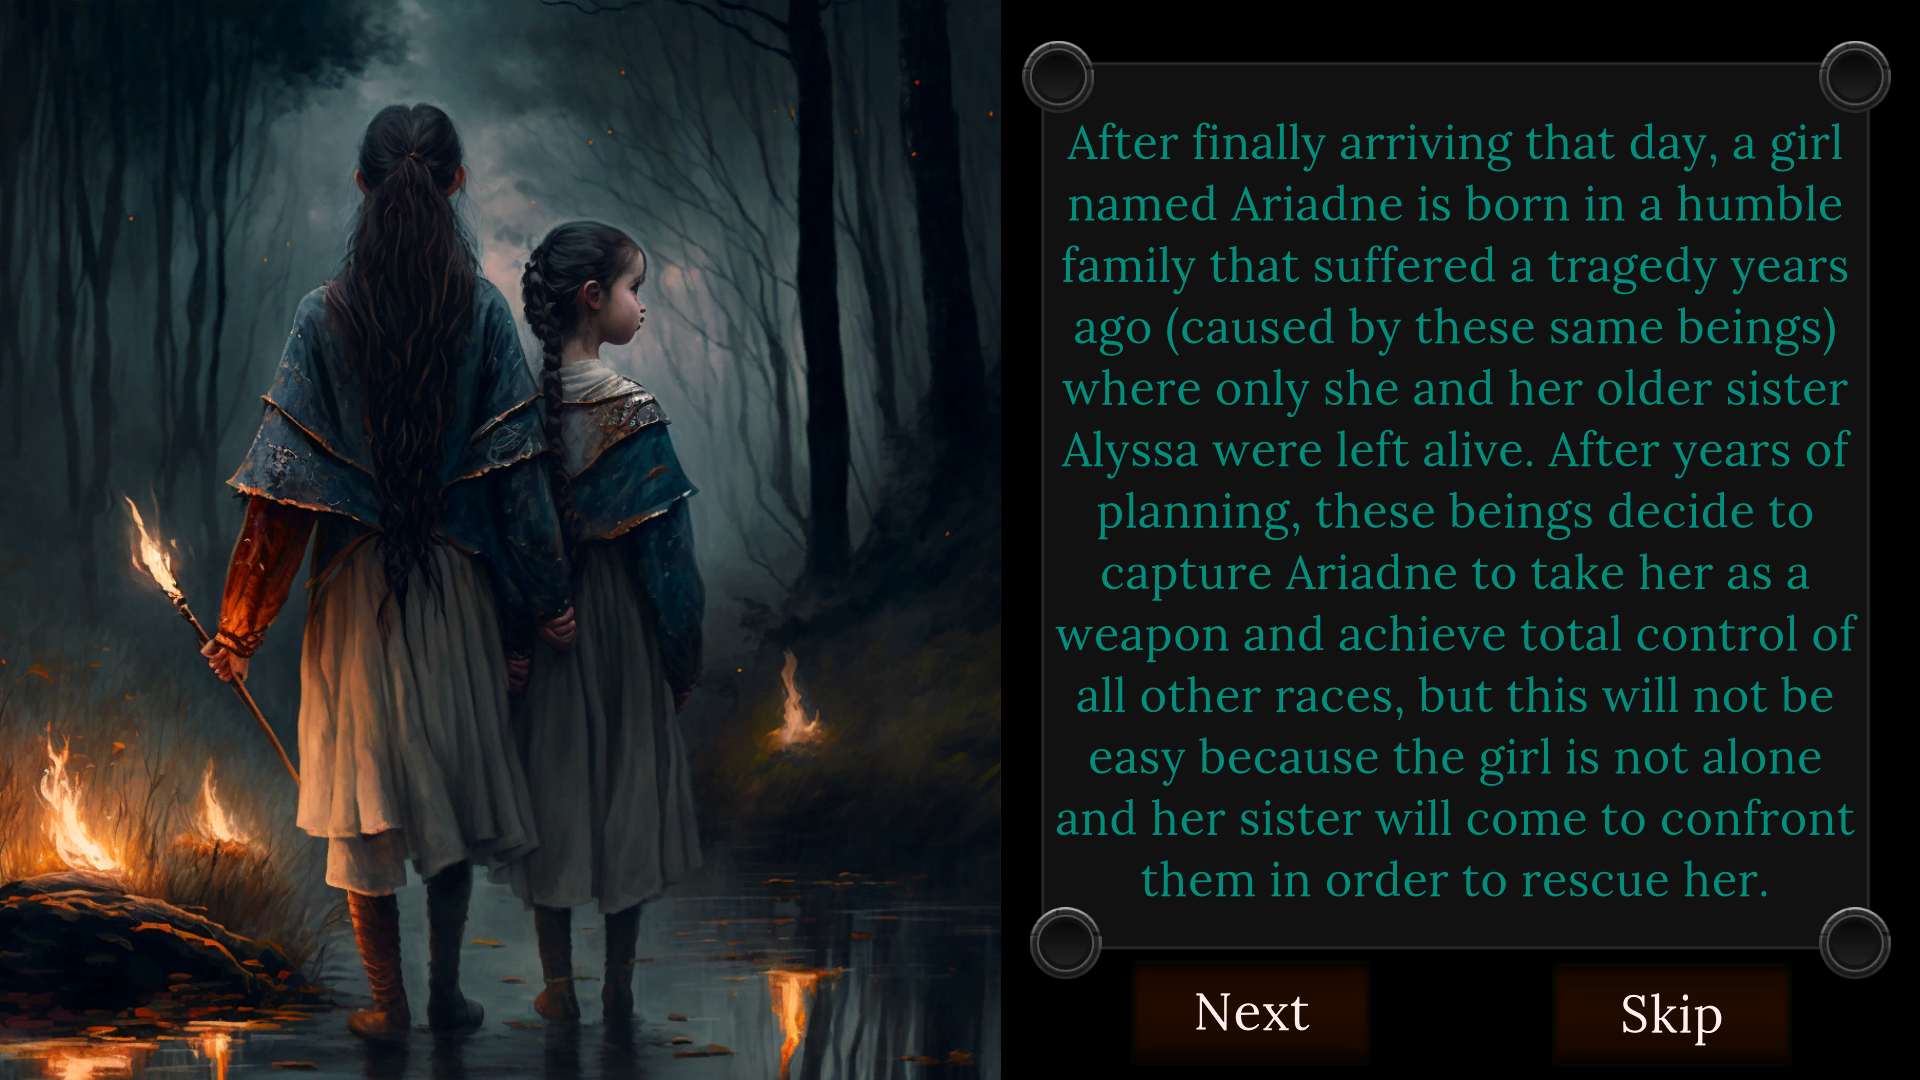 After finally arriving that day, a girl
named Ariadne is born in a humble
family that suffered a tragedy years
ago (caused by these same beings)
where only she and her older sister
Alyssa were left alive. After years of
planning, these beings decide to
capture Ariadne to take her as a
weapon and achieve total control of
all other races, but this will not be
easy because the girl is not alone
and her sister will come to confront
them in order to rescue her.
Next
Skip